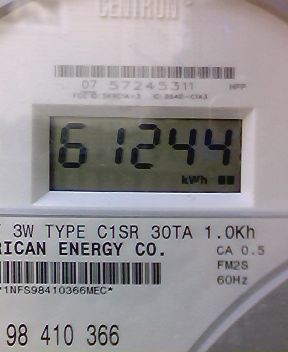 CENTRON
07 57245311 HPP
61244
kWh
3W TYPE C1SR 30TA 1.0Kh
RICAN ENERGY CO. CA 0.5
FM2S
*1NFS98410366MEC* 60Hz
98 410 366